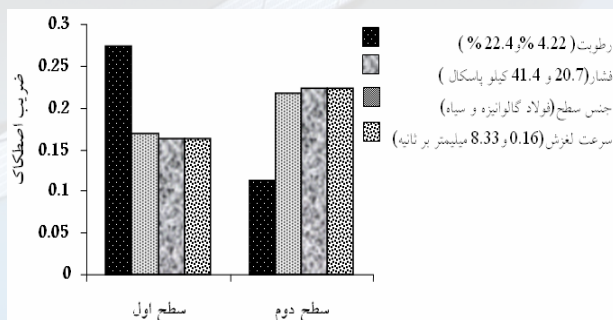 0.3
0.25
0.2
0.15
0.1
0.05
0
ضریب اصطکاک
سطح اول
سطح دوم
رطوبت( 4.22 %و 22.4 % )
فشار(20.7 و 41.4 کیلو پاسکال )
جنس سطح(فولاد گالوانیزه و سیاه)
سرعت لغزش(0.16 و 8.33 میلیمتر بر ثانیه)